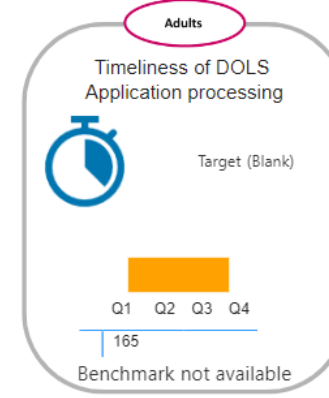 Adults
Timeliness of DOLS
Application processing
Target (Blank)
Q1 Q2 Q3 Q4
165
Benchmark not available